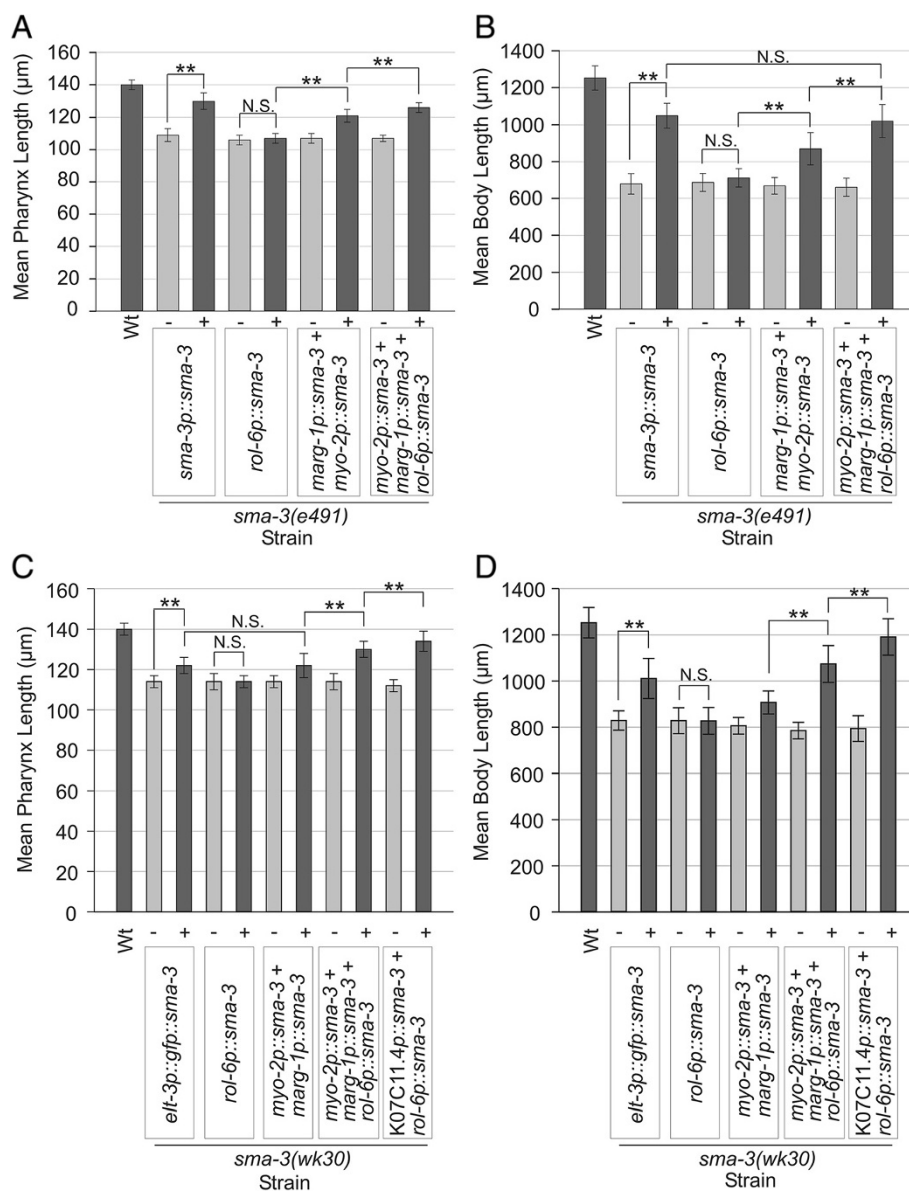 A
Mean Pharynx Length (µm)
160
140
120
100
80
60
40
20
0
**
N.S.
**
**
Wt
- + - + - + - +
sma-3p::sma-3
rol-6p::sma-3
marg-1p::sma-3 +
myo-2p::sma-3
myo-2p::sma-3 +
marg-1p::sma-3 +
rol-6p::sma-3
sma-3(e491)
Strain
B
Mean Body Length (µm)
1400
1200
1000
800
600
400
200
0
**
N.S.
N.S.
**
**
Wt
- + - + - + - +
sma-3p::sma-3
rol-6p::sma-3
marg-1p::sma-3 +
myo-2p::sma-3
myo-2p::sma-3 +
marg-1p::sma-3 +
rol-6p::sma-3
sma-3(e491)
Strain
C
Mean Pharynx Length (µm)
160
140
120
100
80
60
40
20
0
**
N.S.
N.S.
**
**
Wt
- + - + - + - + - +
elt-3p::gfp::sma-3
rol-6p::sma-3
myo-2p::sma-3 +
marg-1p::sma-3
myo-2p::sma-3 +
marg-1p::sma-3 +
rol-6p::sma-3
K07C11.4p::sma-3 +
rol-6p::sma-3
sma-3(wk30)
Strain
D
Mean Body Length (µm)
1400
1200
1000
800
600
400
200
0
**
N.S.
**
**
Wt
- + - + - + - + - +
elt-3p::gfp::sma-3
rol-6p::sma-3
myo-2p::sma-3 +
marg-1p::sma-3
myo-2p::sma-3 +
marg-1p::sma-3 +
rol-6p::sma-3
K07C11.4p::sma-3 +
rol-6p::sma-3
sma-3(wk30)
Strain